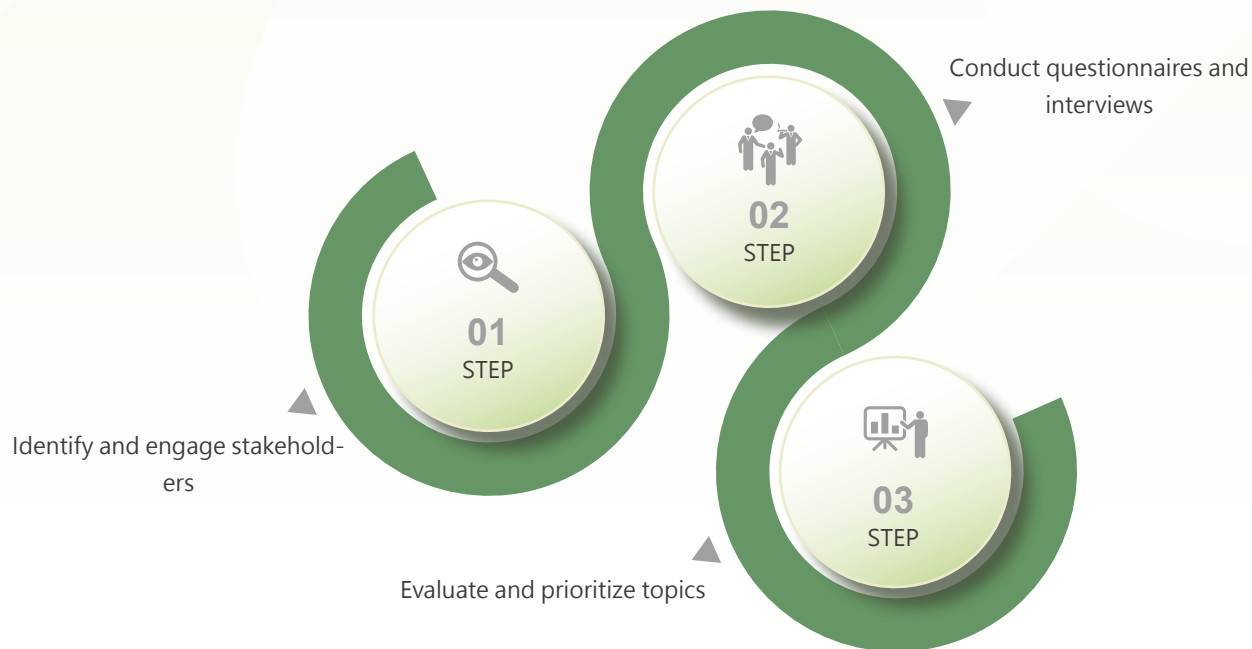 01
STEP
Identify and engage stakehold-
ers
02
STEP
Conduct questionnaires and
interviews
03
STEP
Evaluate and prioritize topics